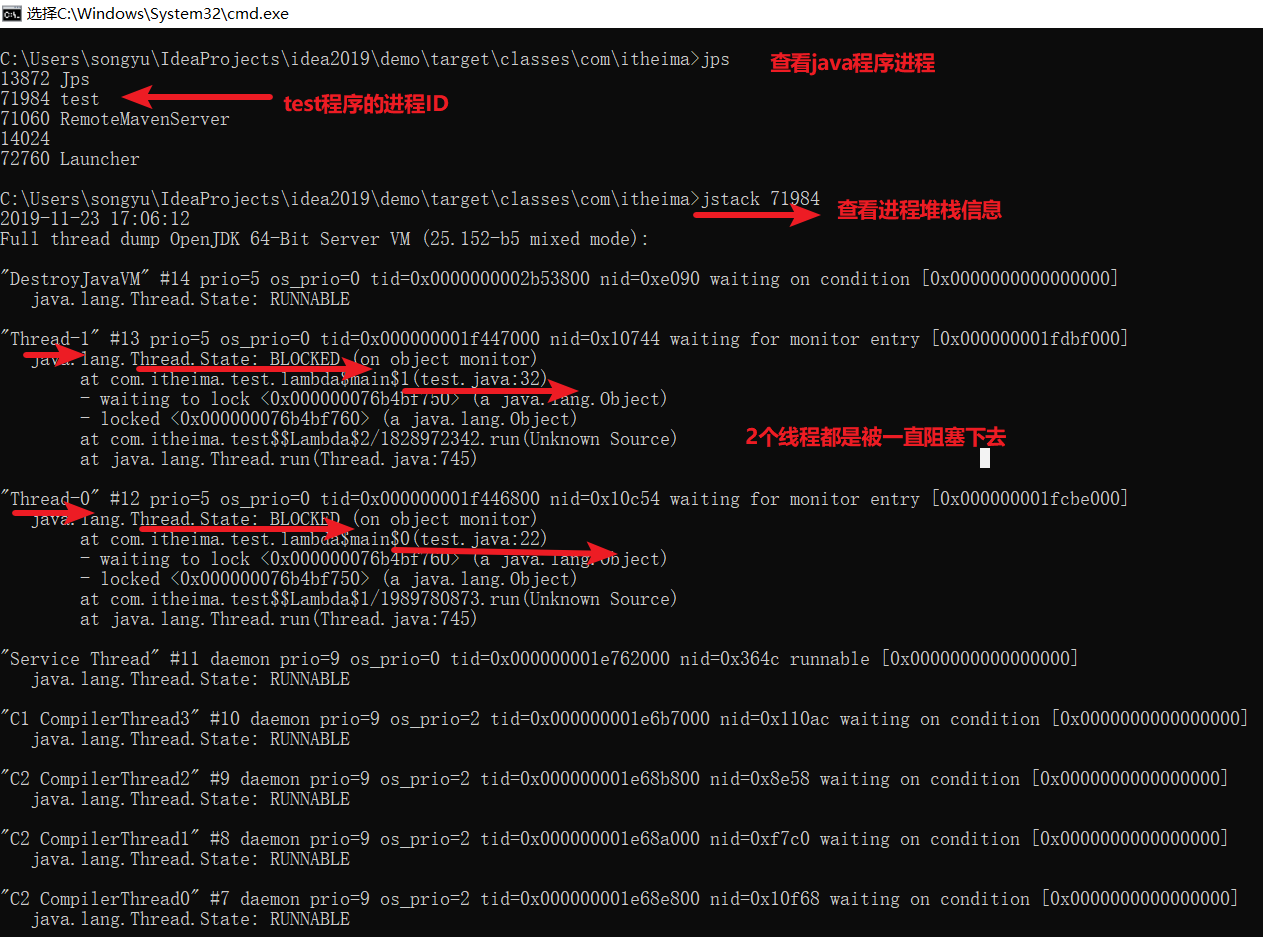 选择C:\Windows\System32\cmd.exe
C:\Users\songyu\IdeaProjects\idea2019\demo\target\classes\com\itheima>jps 查看java程序进程
13872 Jps
71984 test test程序的进程ID
71060 RemoteMavenServer
14024
72760 Launcher
C:\Users\songyu\IdeaProjects\idea2019\demo\target\classes\com\itheima>jstack 71984 查看进程堆栈信息
2019-11-23 17:06:12
Full thread dump OpenJDK 64-Bit Server VM (25.152-b5 mixed mode):
"DestroyJavaVM" #14 prio=5 os_prio=0 tid=0x0000000002b53800 nid=0xe090 waiting on condition [0x0000000000000000]
java.lang.Thread.State: RUNNABLE
"Thread-1" #13 prio=5 os_prio=0 tid=0x000000001f447000 nid=0x10744 waiting for monitor entry [0x000000001fdbf000]
java.lang.Thread.State: BLOCKED (on object monitor)
at com.itheima.test.lambda$main$1(test.java:32)
- waiting to lock <0x000000076b4bf750> (a java.lang.Object)
- locked <0x000000076b4bf760> (a java.lang.Object)
at com.itheima.test$$Lambda$2/1828972342.run(Unknown Source)
2个线程都是被一直阻塞下去
at java.lang.Thread.run(Thread.java:745)
"Thread-0" #12 prio=5 os_prio=0 tid=0x000000001f446800 nid=0x10c54 waiting for monitor entry [0x000000001fcbe000]
java.lang.Thread.State: BLOCKED (on object monitor)
at com.itheima.test.lambda$main$0(test.java:22)
- waiting to lock <0x000000076b4bf760> (a java.lang.Object)
- locked <0x000000076b4bf750> (a java.lang.Object)
at com.itheima.test$$Lambda$1/1989780873.run(Unknown Source)
at java.lang.Thread.run(Thread.java:745)
"Service Thread" #11 daemon prio=9 os_prio=0 tid=0x000000001e762000 nid=0x364c runnable [0x0000000000000000]
java.lang.Thread.State: RUNNABLE
"C1 CompilerThread3" #10 daemon prio=9 os_prio=2 tid=0x000000001e6b7000 nid=0x110ac waiting on condition [0x0000000000000000]
java.lang.Thread.State: RUNNABLE
"C2 CompilerThread2" #9 daemon prio=9 os_prio=2 tid=0x000000001e68b800 nid=0x8e58 waiting on condition [0x0000000000000000]
java.lang.Thread.State: RUNNABLE
"C2 CompilerThread1" #8 daemon prio=9 os_prio=2 tid=0x000000001e68a000 nid=0xf7c0 waiting on condition [0x0000000000000000]
java.lang.Thread.State: RUNNABLE
"C2 CompilerThread0" #7 daemon prio=9 os_prio=2 tid=0x000000001e68e800 nid=0x10f68 waiting on condition [0x0000000000000000]
java.lang.Thread.State: RUNNABLE